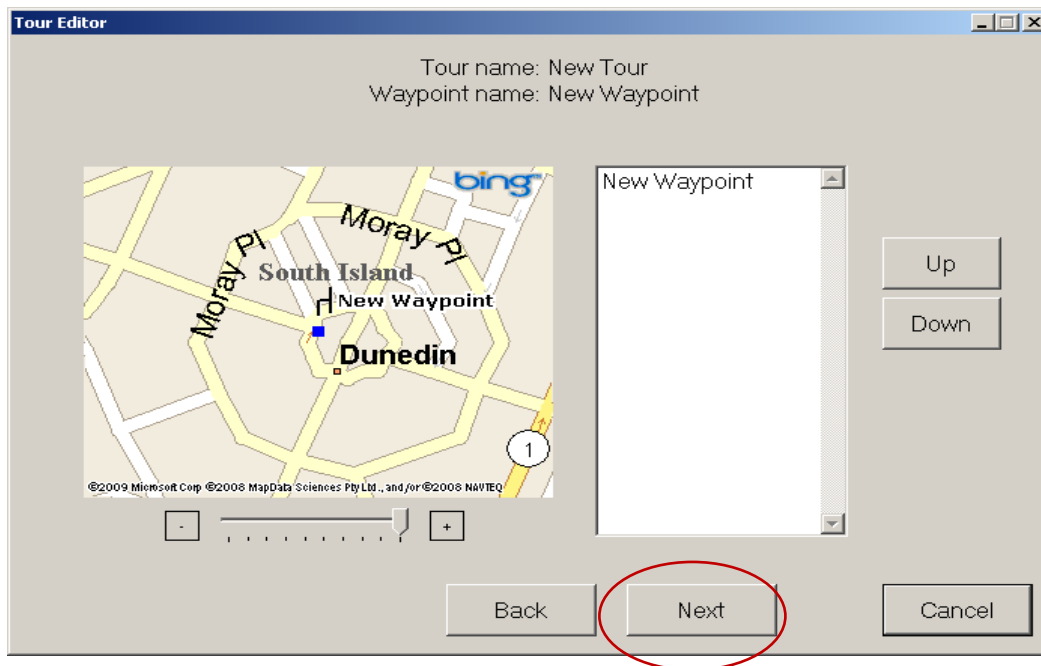 Tour Editor
Tour name: New Tour
Waypoint name: New Waypoint
bing™
Moray Pl
Moray Pl
South Island
New Waypoint
Dunedin
1
©2009 Microsoft Corp ©2008 MapData Sciences Pty Ltd., and/or ©2008 NAVTEQ
- +
New Waypoint
Up
Down
Back Next Cancel